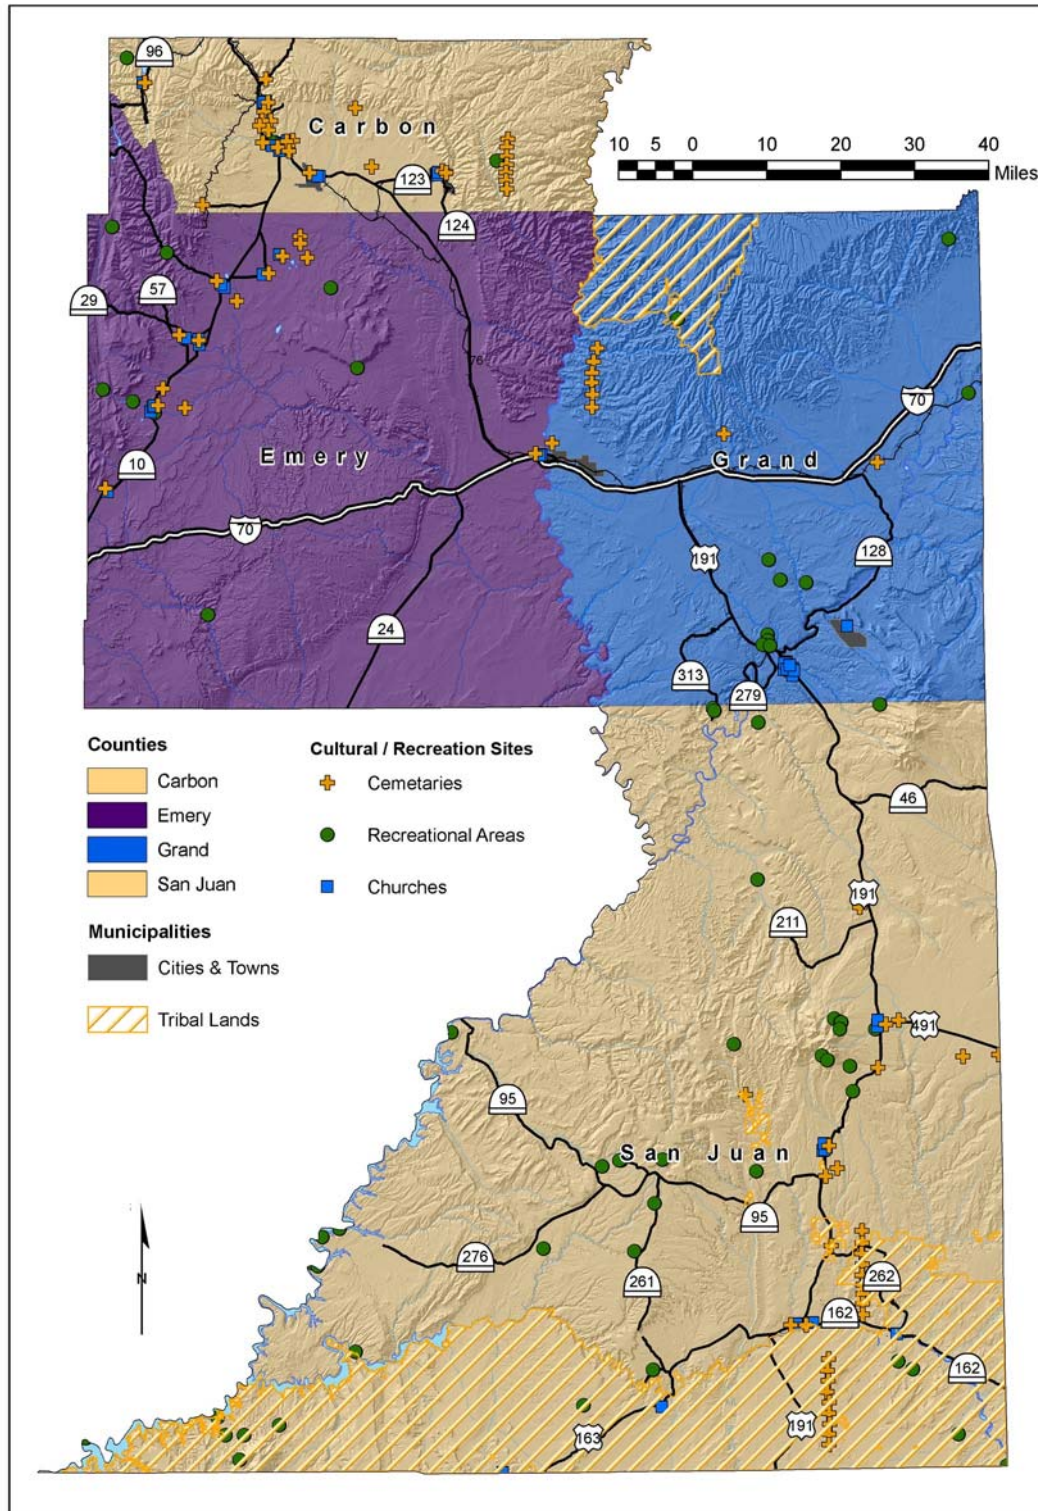 96
Carbon
10 5 0 10 20 30 40
Miles
123
124
57
29
76
70
Emery
Grand
10
70
191
128
24
313
279
Counties
Carbon
Emery
Grand
San Juan
Municipalities
Cities & Towns
Tribal Lands
Cultural / Recreation Sites
Cemetaries
Recreational Areas
Churches
46
191
211
491
95
San Juan
95
276
261
262
162
162
163
191
N